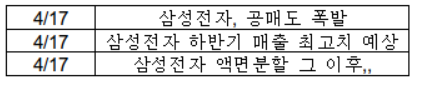 4/17 삼성전자, 공매도 폭발
4/17 삼성전자 하반기 매출 최고치 예상
4/17 삼성전자 액면분할 그 이후,,